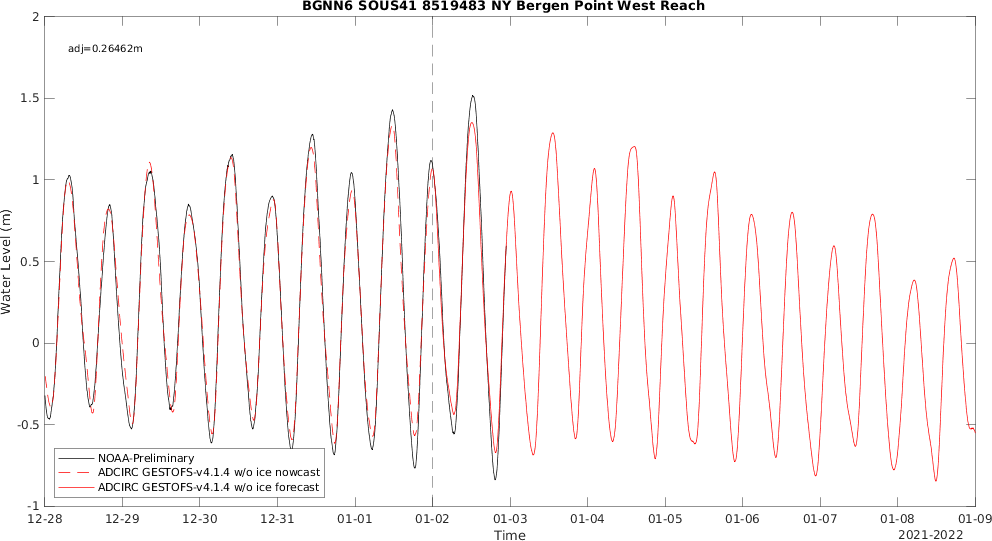 BGNN6 SOUS41 8519483 NY Bergen Point West Reach
adj=0.26462m
2
1.5
1
0.5
0
-0.5
-1
Water Level (m)
NOAA-Preliminary
ADCIRC GESTOFS-v4.1.4 w/o ice nowcast
ADCIRC GESTOFS-v4.1.4 w/o ice forecast
12-28 12-29 12-30 12-31 01-01 01-02 01-03 01-04 01-05 01-06 01-07 01-08 01-09
Time
2021-2022